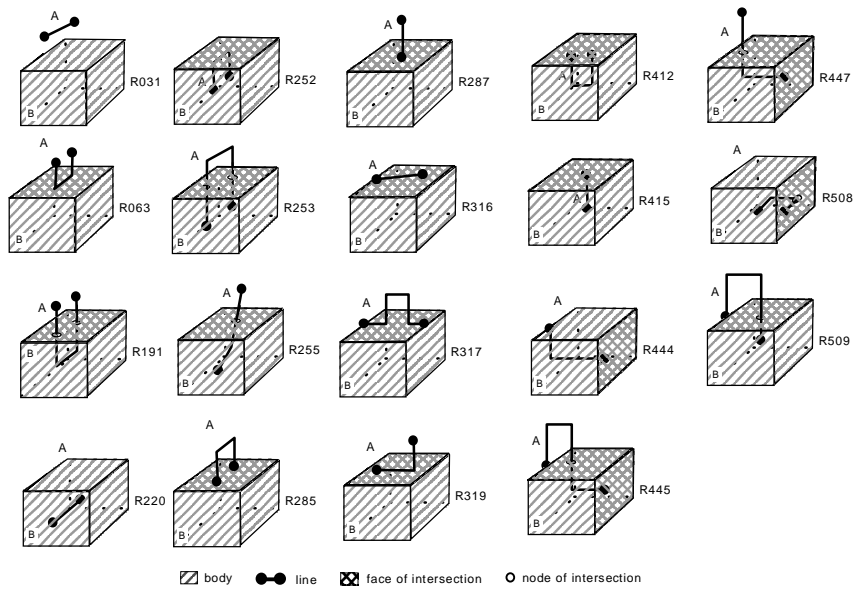 A
B
R031
A
B
R252
A
B
R287
A
B
R412
A
B
R447
A
B
R063
A
B
R253
A
B
R316
A
B
R415
A
B
R508
A
B
R191
A
B
R255
A
B
R317
A
B
R444
A
B
R509
A
B
R220
A
B
R285
A
B
R319
A
B
R445
body line face of intersection node of intersection